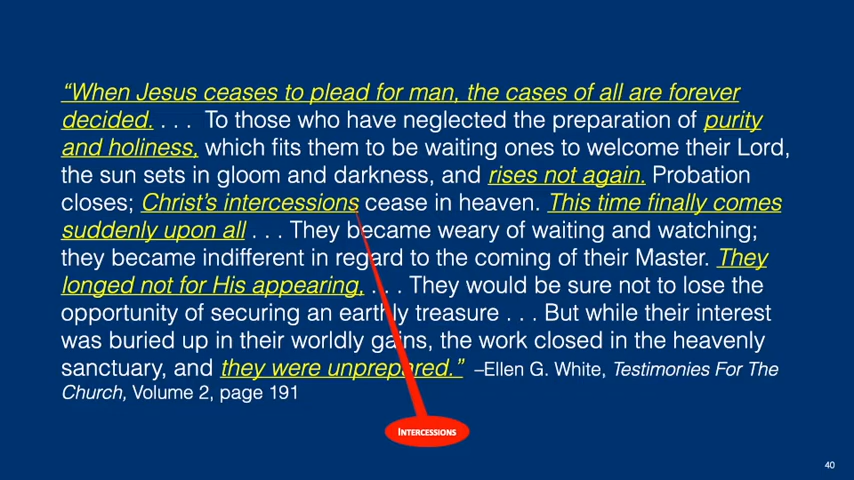 “When Jesus ceases to plead for man, the cases of all are forever
decided. . . . To those who have neglected the preparation of purity
and holiness, which fits them to be waiting ones to welcome their Lord,
the sun sets in gloom and darkness, and rises not again. Probation
closes; Christ’s intercessions cease in heaven. This time finally comes
suddenly upon all . . . They became weary of waiting and watching;
they became indifferent in regard to the coming of their Master. They
longed not for His appearing, . . . They would be sure not to lose the
opportunity of securing an earthly treasure . . . But while their interest
was buried up in their worldly gains, the work closed in the heavenly
sanctuary, and they were unprepared.” –Ellen G. White, Testimonies For The
Church, Volume 2, page 191
INTERCESSIONS
40